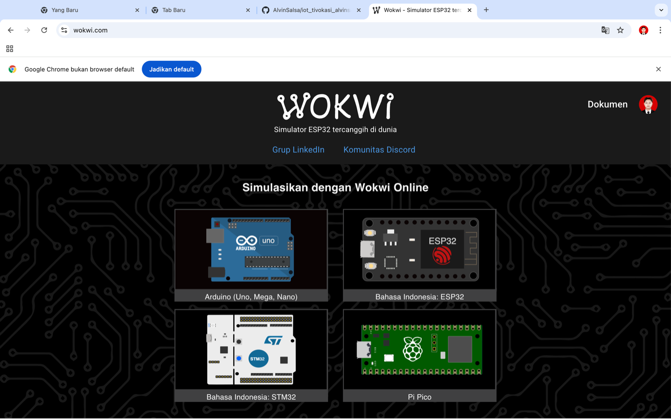 Yang Baru
Tab Baru
AlvinSalsa/iot_tivokasi_alvins
Wokwi - Simulator ESP32 ter
wokwi.com
Google Chrome bukan browser default
Jadikan default
WOKWi
Dokumen
Simulator ESP32 tercanggih di dunia
Grup LinkedIn
Komunitas Discord
Simulasikan dengan Wokwi Online
uno
ARDUINO
ESP32
Arduino (Uno, Mega, Nano)
Bahasa Indonesia: ESP32
ST
STM32
Bahasa Indonesia: STM32
Pi Pico